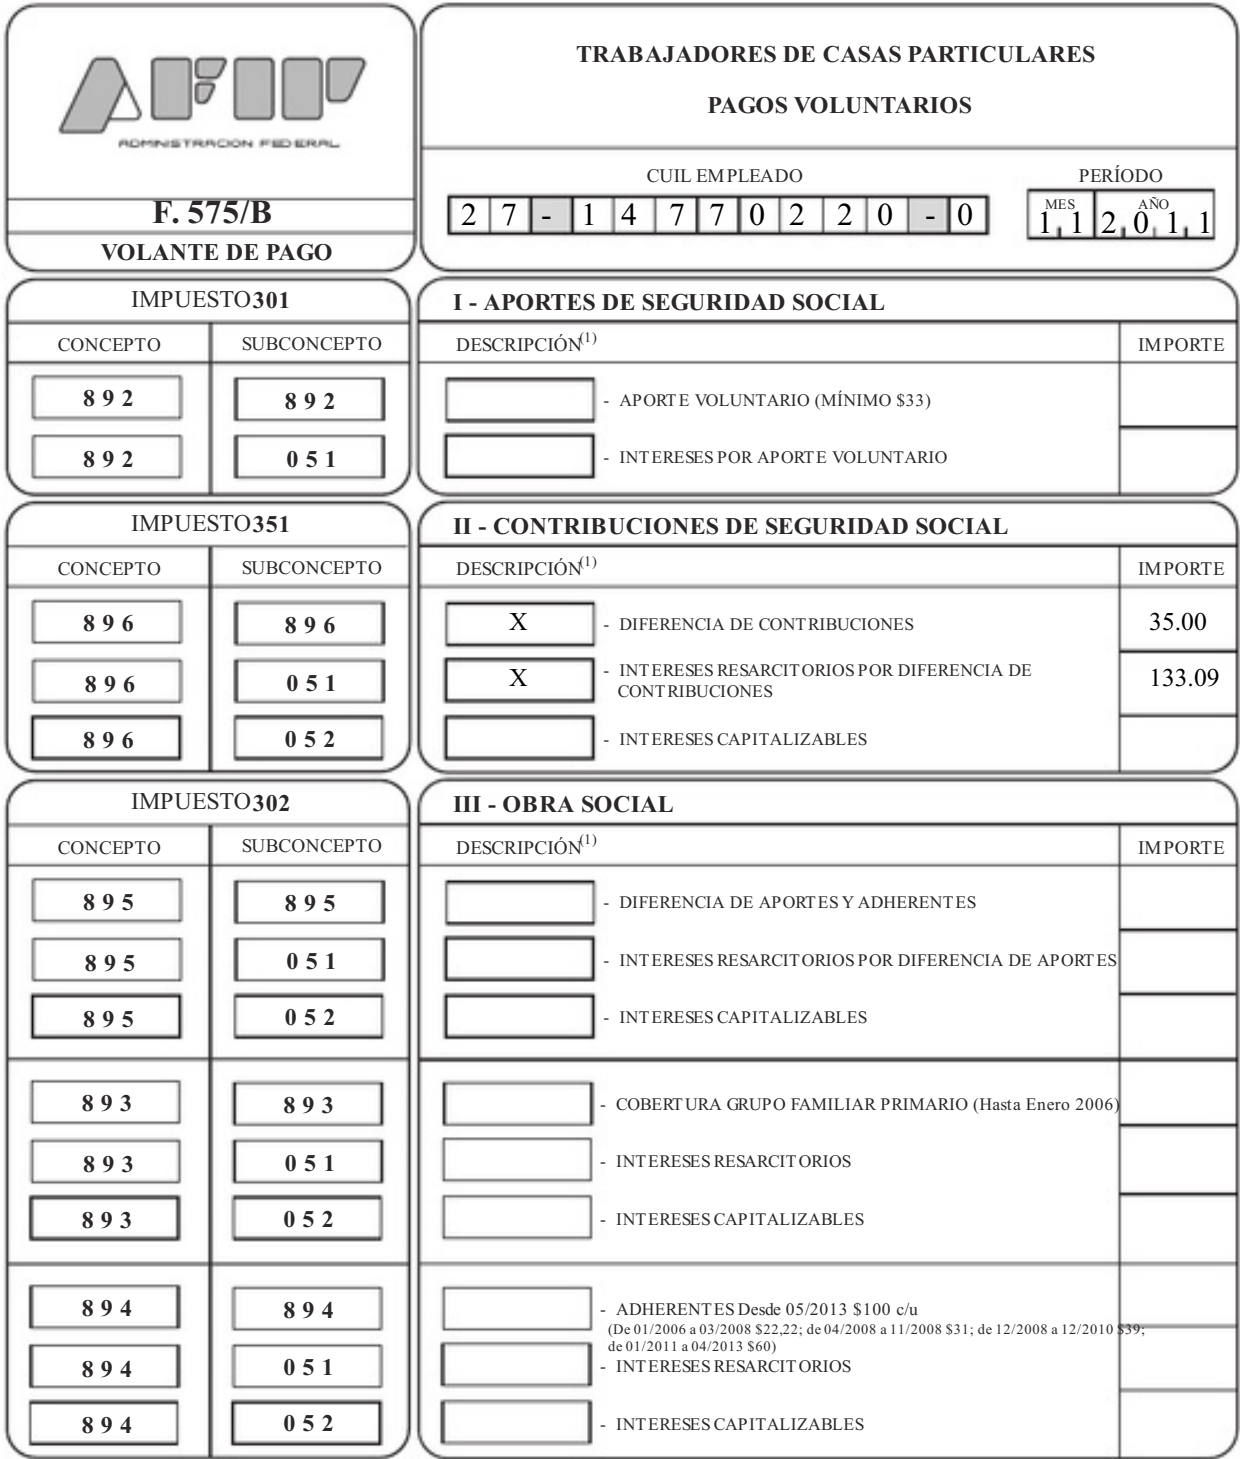 AFIP
ADMINISTRACION FEDERAL
F. 575/B
VOLANTE DE PAGO
TRABAJADORES DE CASAS PARTICULARES
PAGOS VOLUNTARIOS
CUIL EMPLEADO
27-14770220-0
PERÍODO
MES AÑO
11 2011
IMPUESTO 301
CONCEPTO SUBCONCEPTO
892 892
892 051
I - APORTES DE SEGURIDAD SOCIAL
DESCRIPCIÓN(1) IMPORTE
- APORTE VOLUNTARIO (MÍNIMO $33)
- INTERESES POR APORTE VOLUNTARIO
IMPUESTO 351
CONCEPTO SUBCONCEPTO
896 896
896 051
896 052
II - CONTRIBUCIONES DE SEGURIDAD SOCIAL
DESCRIPCIÓN(1) IMPORTE
X - DIFERENCIA DE CONTRIBUCIONES 35.00
X - INTERESES RESARCITORIOS POR DIFERENCIA DE
CONTRIBUCIONES 133.09
- INTERESES CAPITALIZABLES
IMPUESTO 302
CONCEPTO SUBCONCEPTO
895 895
895 051
895 052
893 893
893 051
893 052
894 894
894 051
894 052
III - OBRA SOCIAL
DESCRIPCIÓN(1) IMPORTE
- DIFERENCIA DE APORTES Y ADHERENTES
- INTERESES RESARCITORIOS POR DIFERENCIA DE APORTES
- INTERESES CAPITALIZABLES
- COBERTURA GRUPO FAMILIAR PRIMARIO (Hasta Enero 2006)
- INTERESES RESARCITORIOS
- INTERESES CAPITALIZABLES
- ADHERENTES Desde 05/2013 $100 c/u
(De 01/2006 a 03/2008 $22,22; de 04/2008 a 11/2008 $31; de 12/2008 a 12/2010 $39;
de 01/2011 a 04/2013 $60)
- INTERESES RESARCITORIOS
- INTERESES CAPITALIZABLES